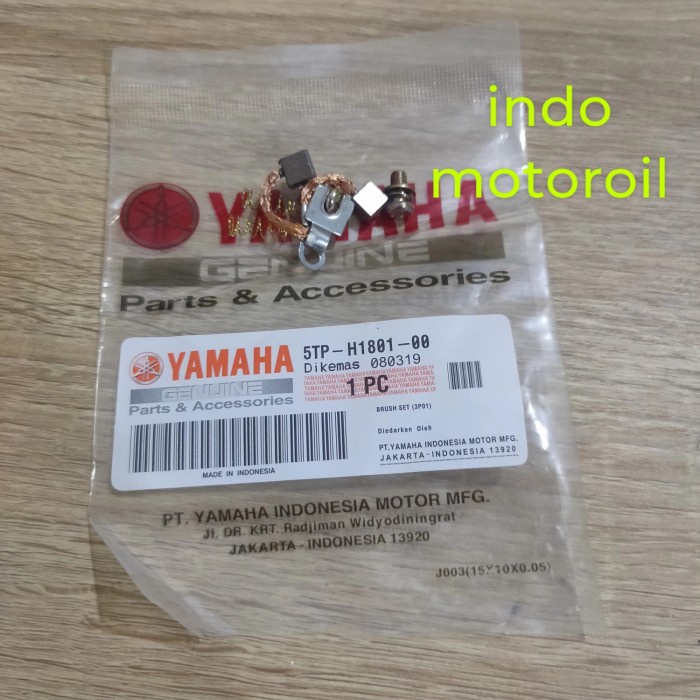 indo
motoroil
YAMAHA
GENUINE
Parts & Accessories
YAMAHA
GENUINE
Parts & Accessories
5TP-H1801-00
Dikemas 080319
1 PC
BRUSH SET (3P01)
Diedarkan Oleh
PT.YAMAHA INDONESIA MOTOR MFG.
JAKARTA-INDONESIA 13920
MADE IN INDONESIA
PT. YAMAHA INDONESIA MOTOR MFG.
Jl. DR. KRT. Radjiman Widyodiningrat
JAKARTA-INDONESIA 13920
J003(15X10X0.05)